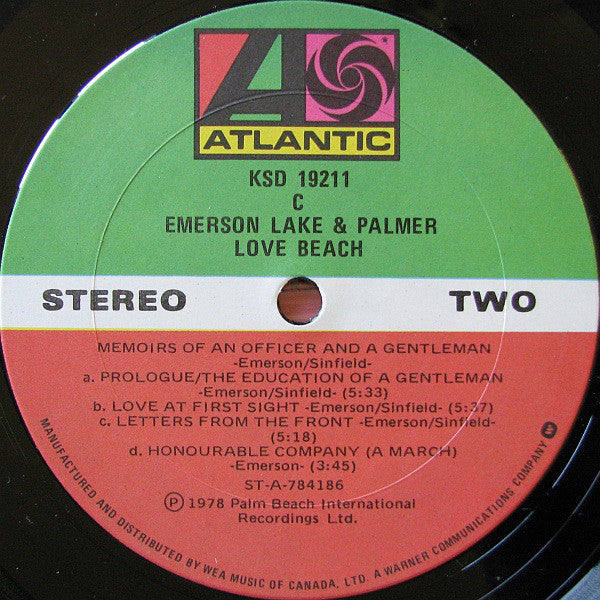 ATLANTIC
KSD 19211
C
EMERSON LAKE & PALMER
LOVE BEACH
STEREO TWO
MEMOIRS OF AN OFFICER AND A GENTLEMAN
-Emerson/Sinfield-
a. PROLOGUE/THE EDUCATION OF A GENTLEMAN
-Emerson/Sinfield- (5:33)
b. LOVE AT FIRST SIGHT -Emerson/Sinfield- (5:37)
c. LETTERS FROM THE FRONT -Emerson/Sinfield-
(5:18)
d. HONOURABLE COMPANY (A MARCH)
-Emerson- (3:45)
ST-A-784186
Ⓟ 1978 Palm Beach International
Recordings Ltd.
MANUFACTURED AND DISTRIBUTED BY WEA MUSIC OF CANADA, LTD. A WARNER COMMUNICATIONS COMPANY